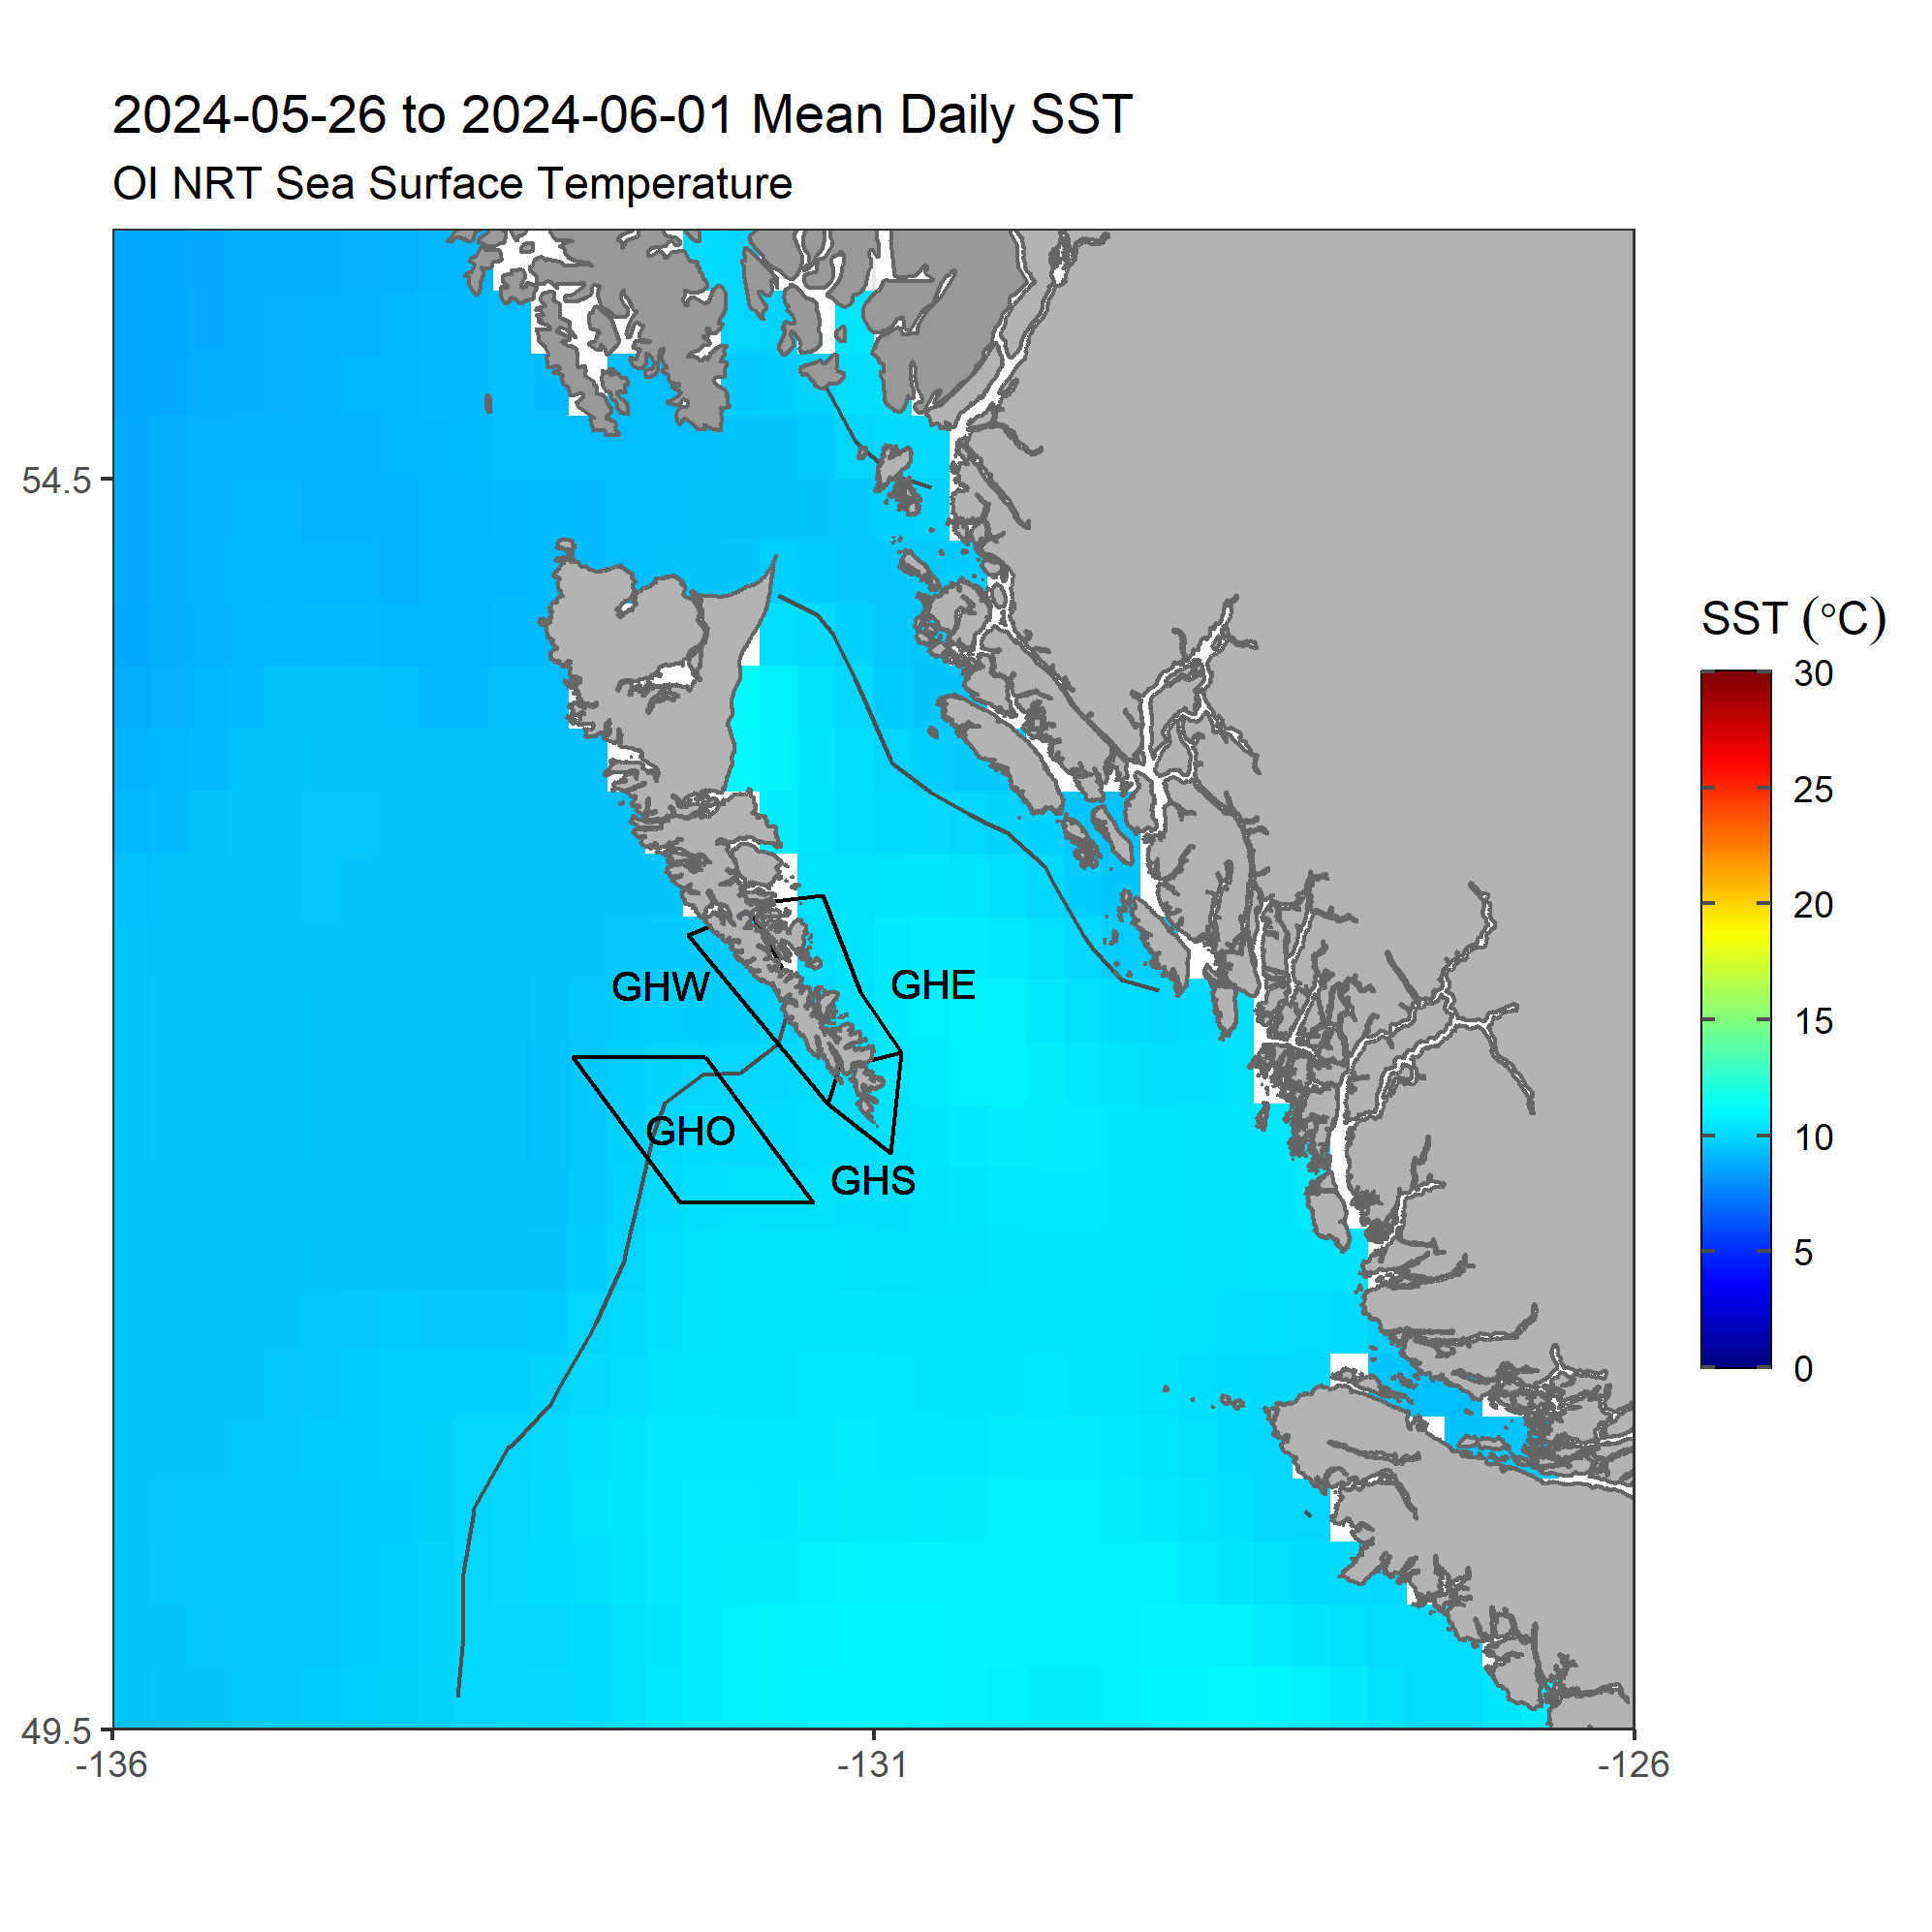 2024-05-26 to 2024-06-01 Mean Daily SST
OI NRT Sea Surface Temperature
54.5
49.5
-136
-131
-126
GHW
GHE
GHO
GHS
SST (°C)
30
25
20
15
10
5
0